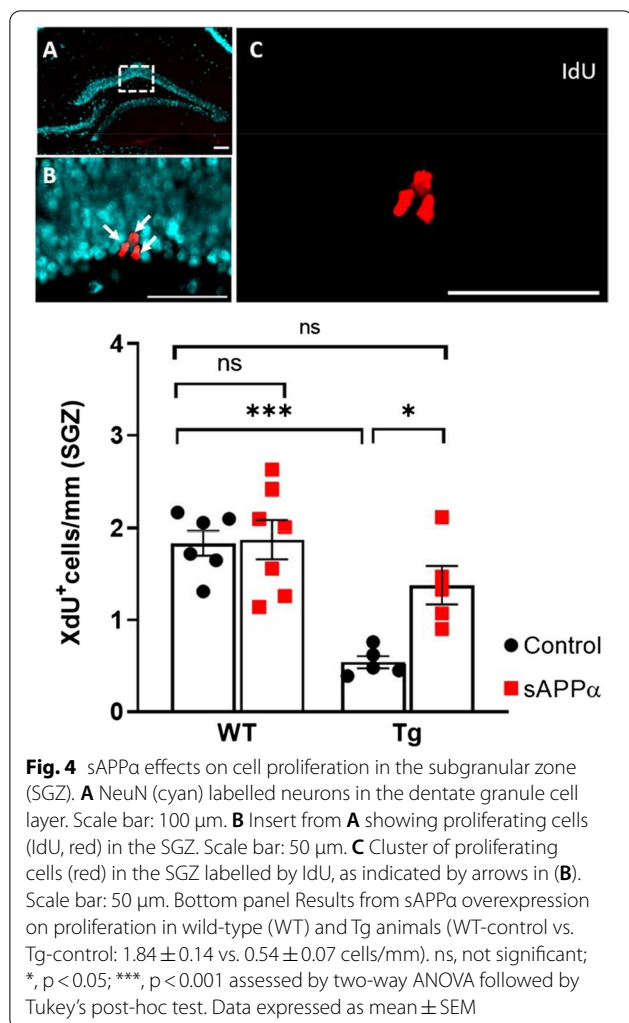 A
C
IdU
B
ns
ns
***
*
4
3
2
1
0
XdU⁺cells/mm (SGZ)
Control
sAPPα
WT
Tg
Fig. 4 sAPPα effects on cell proliferation in the subgranular zone
(SGZ). A NeuN (cyan) labelled neurons in the dentate granule cell
layer. Scale bar: 100 µm. B Insert from A showing proliferating cells
(IdU, red) in the SGZ. Scale bar: 50 µm. C Cluster of proliferating
cells (red) in the SGZ labelled by IdU, as indicated by arrows in (B).
Scale bar: 50 µm. Bottom panel Results from sAPPα overexpression
on proliferation in wild-type (WT) and Tg animals (WT-control vs.
Tg-control: 1.84 ± 0.14 vs. 0.54 ± 0.07 cells/mm). ns, not significant;
*, p < 0.05; ***, p < 0.001 assessed by two-way ANOVA followed by
Tukey's post-hoc test. Data expressed as mean ± SEM